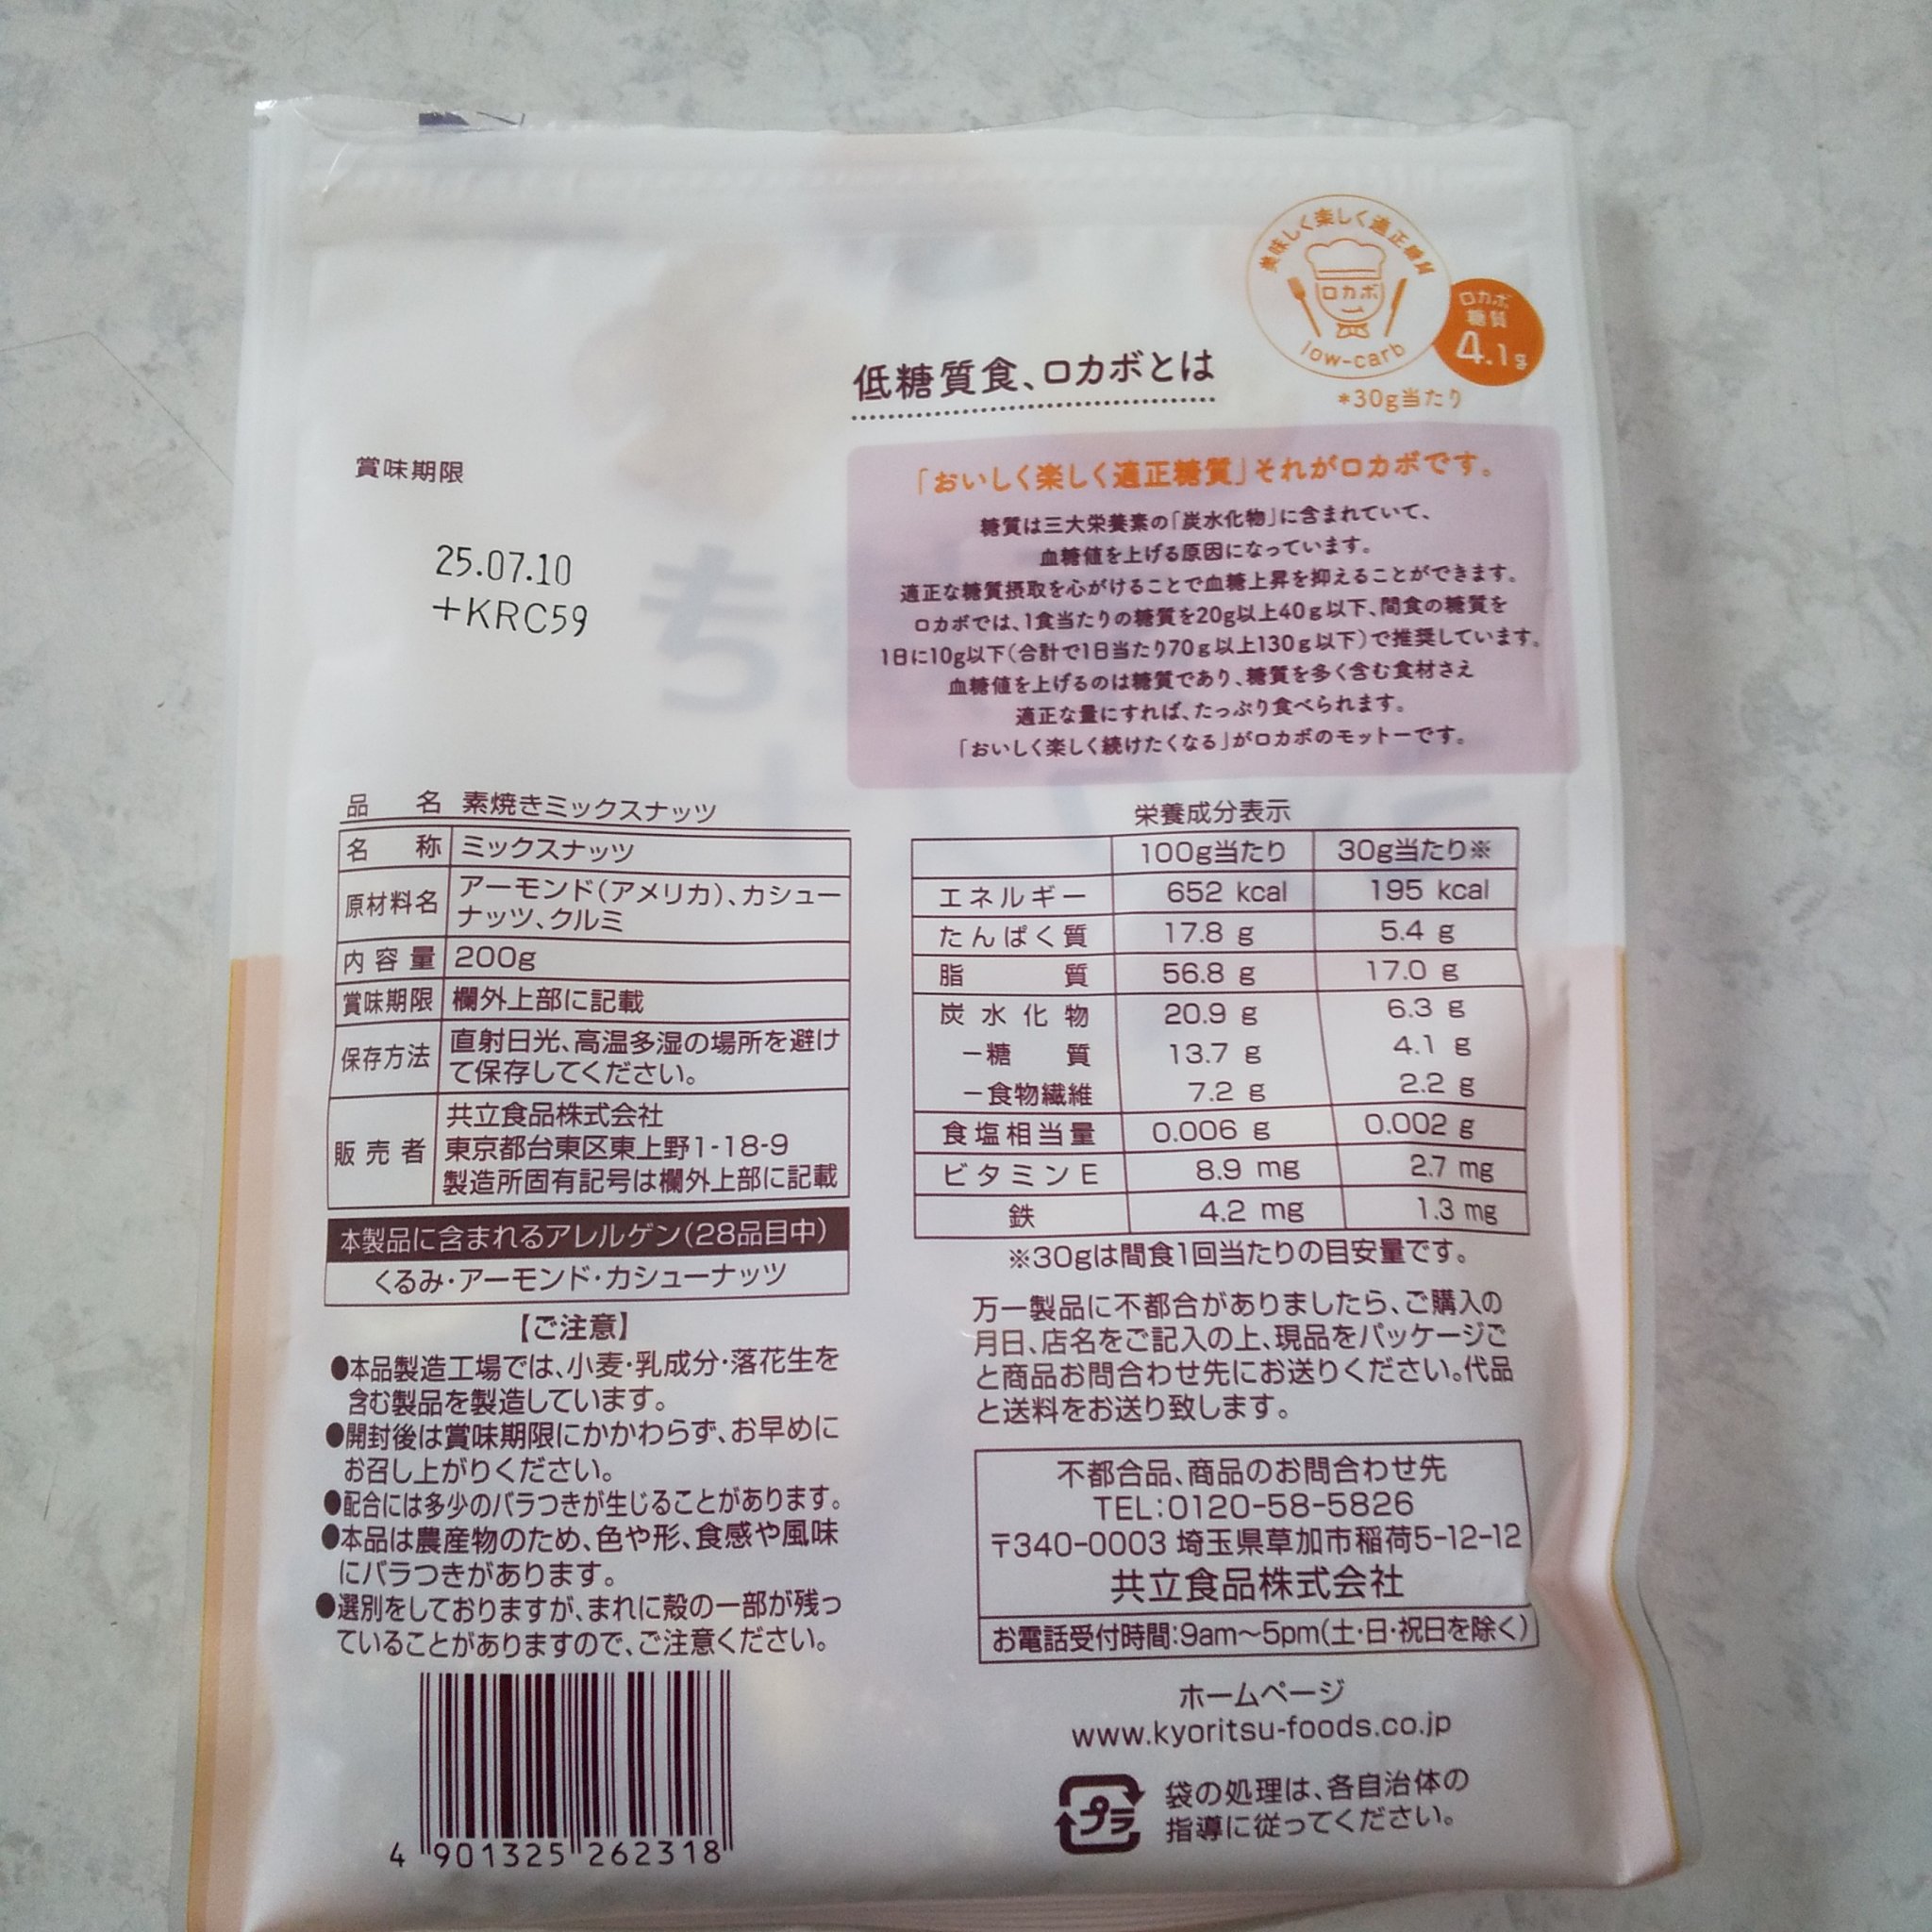 美味しく楽しく適正糖質
ロカボ
low-carb
ロカボ
糖質
4.1g
*30g当たり
低糖質食、ロカボとは
「おいしく楽しく適正糖質」それがロカボです。
糖質は三大栄養素の「炭水化物」に含まれていて、
血糖値を上げる原因になっています。
適正な糖質摂取を心がけることで血糖上昇を抑えることができます。
ロカボでは、1食当たりの糖質を20g以上40g以下、間食の糖質を
1日に10g以下(合計で1日当たり70g以上130g以下)で推奨しています。
血糖値を上げるのは糖質であり、糖質を多く含む食材さえ
適正な量にすれば、たっぷり食べられます。
「おいしく楽しく続けたくなる」がロカボのモットーです。
賞味期限
25.07.10
+KRC59
品名 素焼きミックスナッツ
名称 ミックスナッツ
原材料名 アーモンド(アメリカ)、カシュー
ナッツ、クルミ
内容量 200g
賞味期限 欄外上部に記載
保存方法 直射日光、高温多湿の場所を避け
て保存してください。
販売者 共立食品株式会社
東京都台東区東上野1-18-9
製造所固有記号は欄外上部に記載
本製品に含まれるアレルゲン(28品目中)
くるみ・アーモンド・カシューナッツ
【ご注意】
●本品製造工場では、小麦・乳成分・落花生を
含む製品を製造しています。
●開封後は賞味期限にかかわらず、お早めに
お召し上がりください。
●配合には多少のバラつきが生じることがあります。
●本品は農産物のため、色や形、食感や風味
にバラつきがあります。
●選別をしておりますが、まれに殻の一部が残っ
ていることがありますので、ご注意ください。
4 901325 262318
栄養成分表示
100g当たり 30g当たり※
エネルギー 652 kcal 195 kcal
たんぱく質 17.8 g 5.4 g
脂質 56.8 g 17.0 g
炭水化物 20.9 g 6.3 g
－糖質 13.7 g 4.1 g
－食物繊維 7.2 g 2.2 g
食塩相当量 0.006 g 0.002 g
ビタミンE 8.9 mg 2.7 mg
鉄 4.2 mg 1.3 mg
※30gは間食1回当たりの目安量です。
万一製品に不都合がありましたら、ご購入の
月日、店名をご記入の上、現品をパッケージご
と商品お問合わせ先にお送りください。代品
と送料をお送り致します。
不都合品、商品のお問合わせ先
TEL:0120-58-5826
〒340-0003 埼玉県草加市稲荷5-12-12
共立食品株式会社
お電話受付時間:9am～5pm(土・日・祝日を除く)
ホームページ
www.kyoritsu-foods.co.jp
プラ
袋の処理は、各自治体の
指導に従ってください。